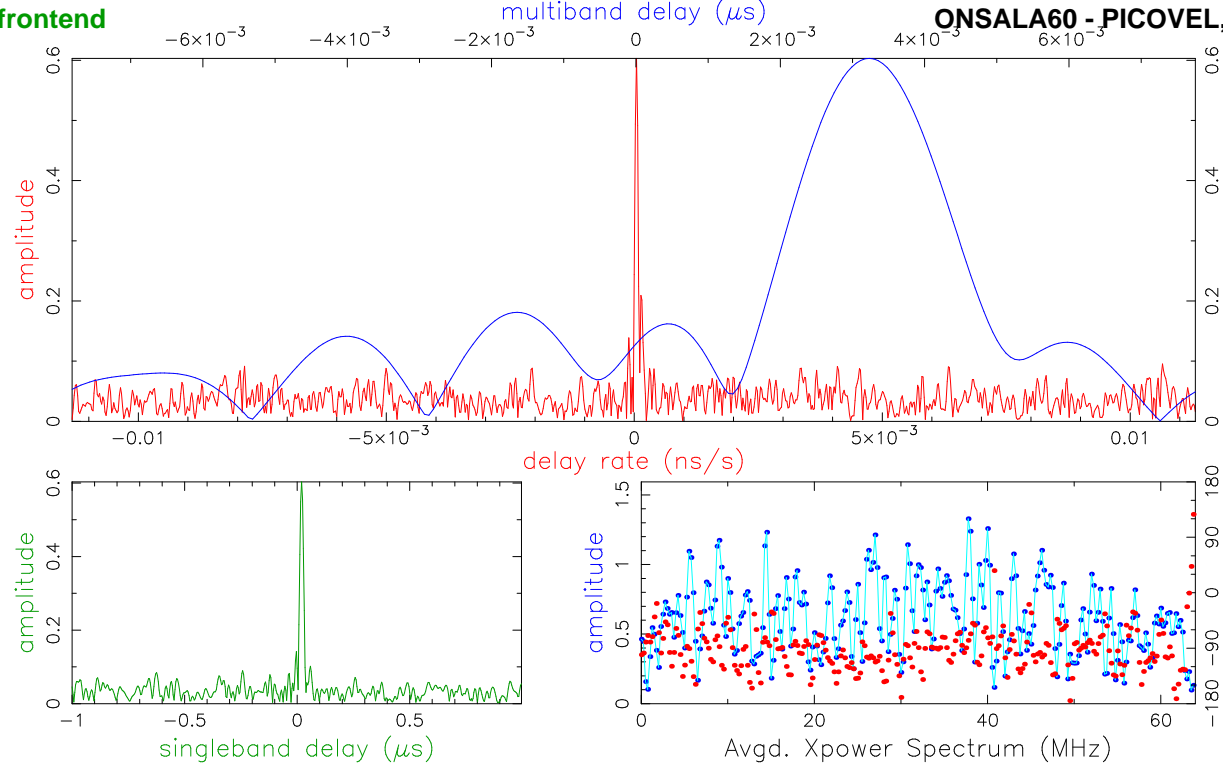 frontend
multiband delay (μs)
ONSALA60 - PICOVEL,
−6×10⁻³ −4×10⁻³ −2×10⁻³ 0 2×10⁻³ 4×10⁻³ 6×10⁻³
0.6 0.6
0.4 0.4
amplitude
0.2 0.2
0 0
−0.01 −5×10⁻³ 0 5×10⁻³ 0.01
delay rate (ns/s)
0.6 1.5 180
0.4 1 90
amplitude amplitude 0
0.2 0.5 −90
0 0 −180
−1 −0.5 0 0.5 0 20 40 60
singleband delay (μs) Avgd. Xpower Spectrum (MHz)